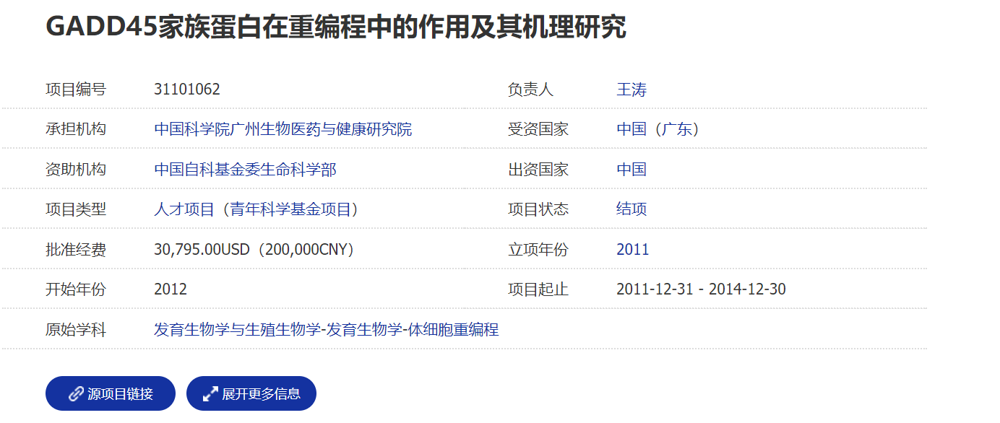 GADD45家族蛋白在重编程中的作用及其机理研究
项目编号 31101062 负责人 王涛
承担机构 中国科学院广州生物医药与健康研究院 受资国家 中国（广东）
资助机构 中国自科基金委生命科学部 出资国家 中国
项目类型 人才项目（青年科学基金项目） 项目状态 结项
批准经费 30,795.00USD（200,000CNY） 立项年份 2011
开始年份 2012 项目起止 2011-12-31 - 2014-12-30
原始学科 发育生物学与生殖生物学-发育生物学-体细胞重编程
源项目链接 展开更多信息